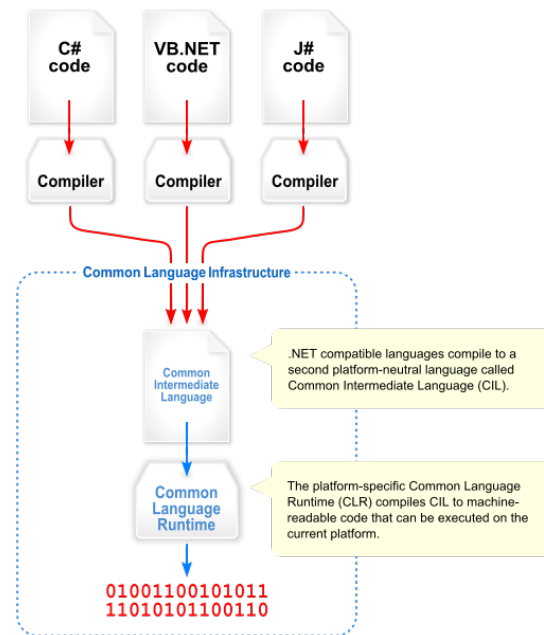 C#
code
VB.NET
code
J#
code
Compiler
Compiler
Compiler
Common Language Infrastructure
Common
Intermediate
Language
.NET compatible languages compile to a
second platform-neutral language called
Common Intermediate Language (CIL).
Common
Language
Runtime
The platform-specific Common Language
Runtime (CLR) compiles CIL to machine-
readable code that can be executed on the
current platform.
01001100101011
11010101100110